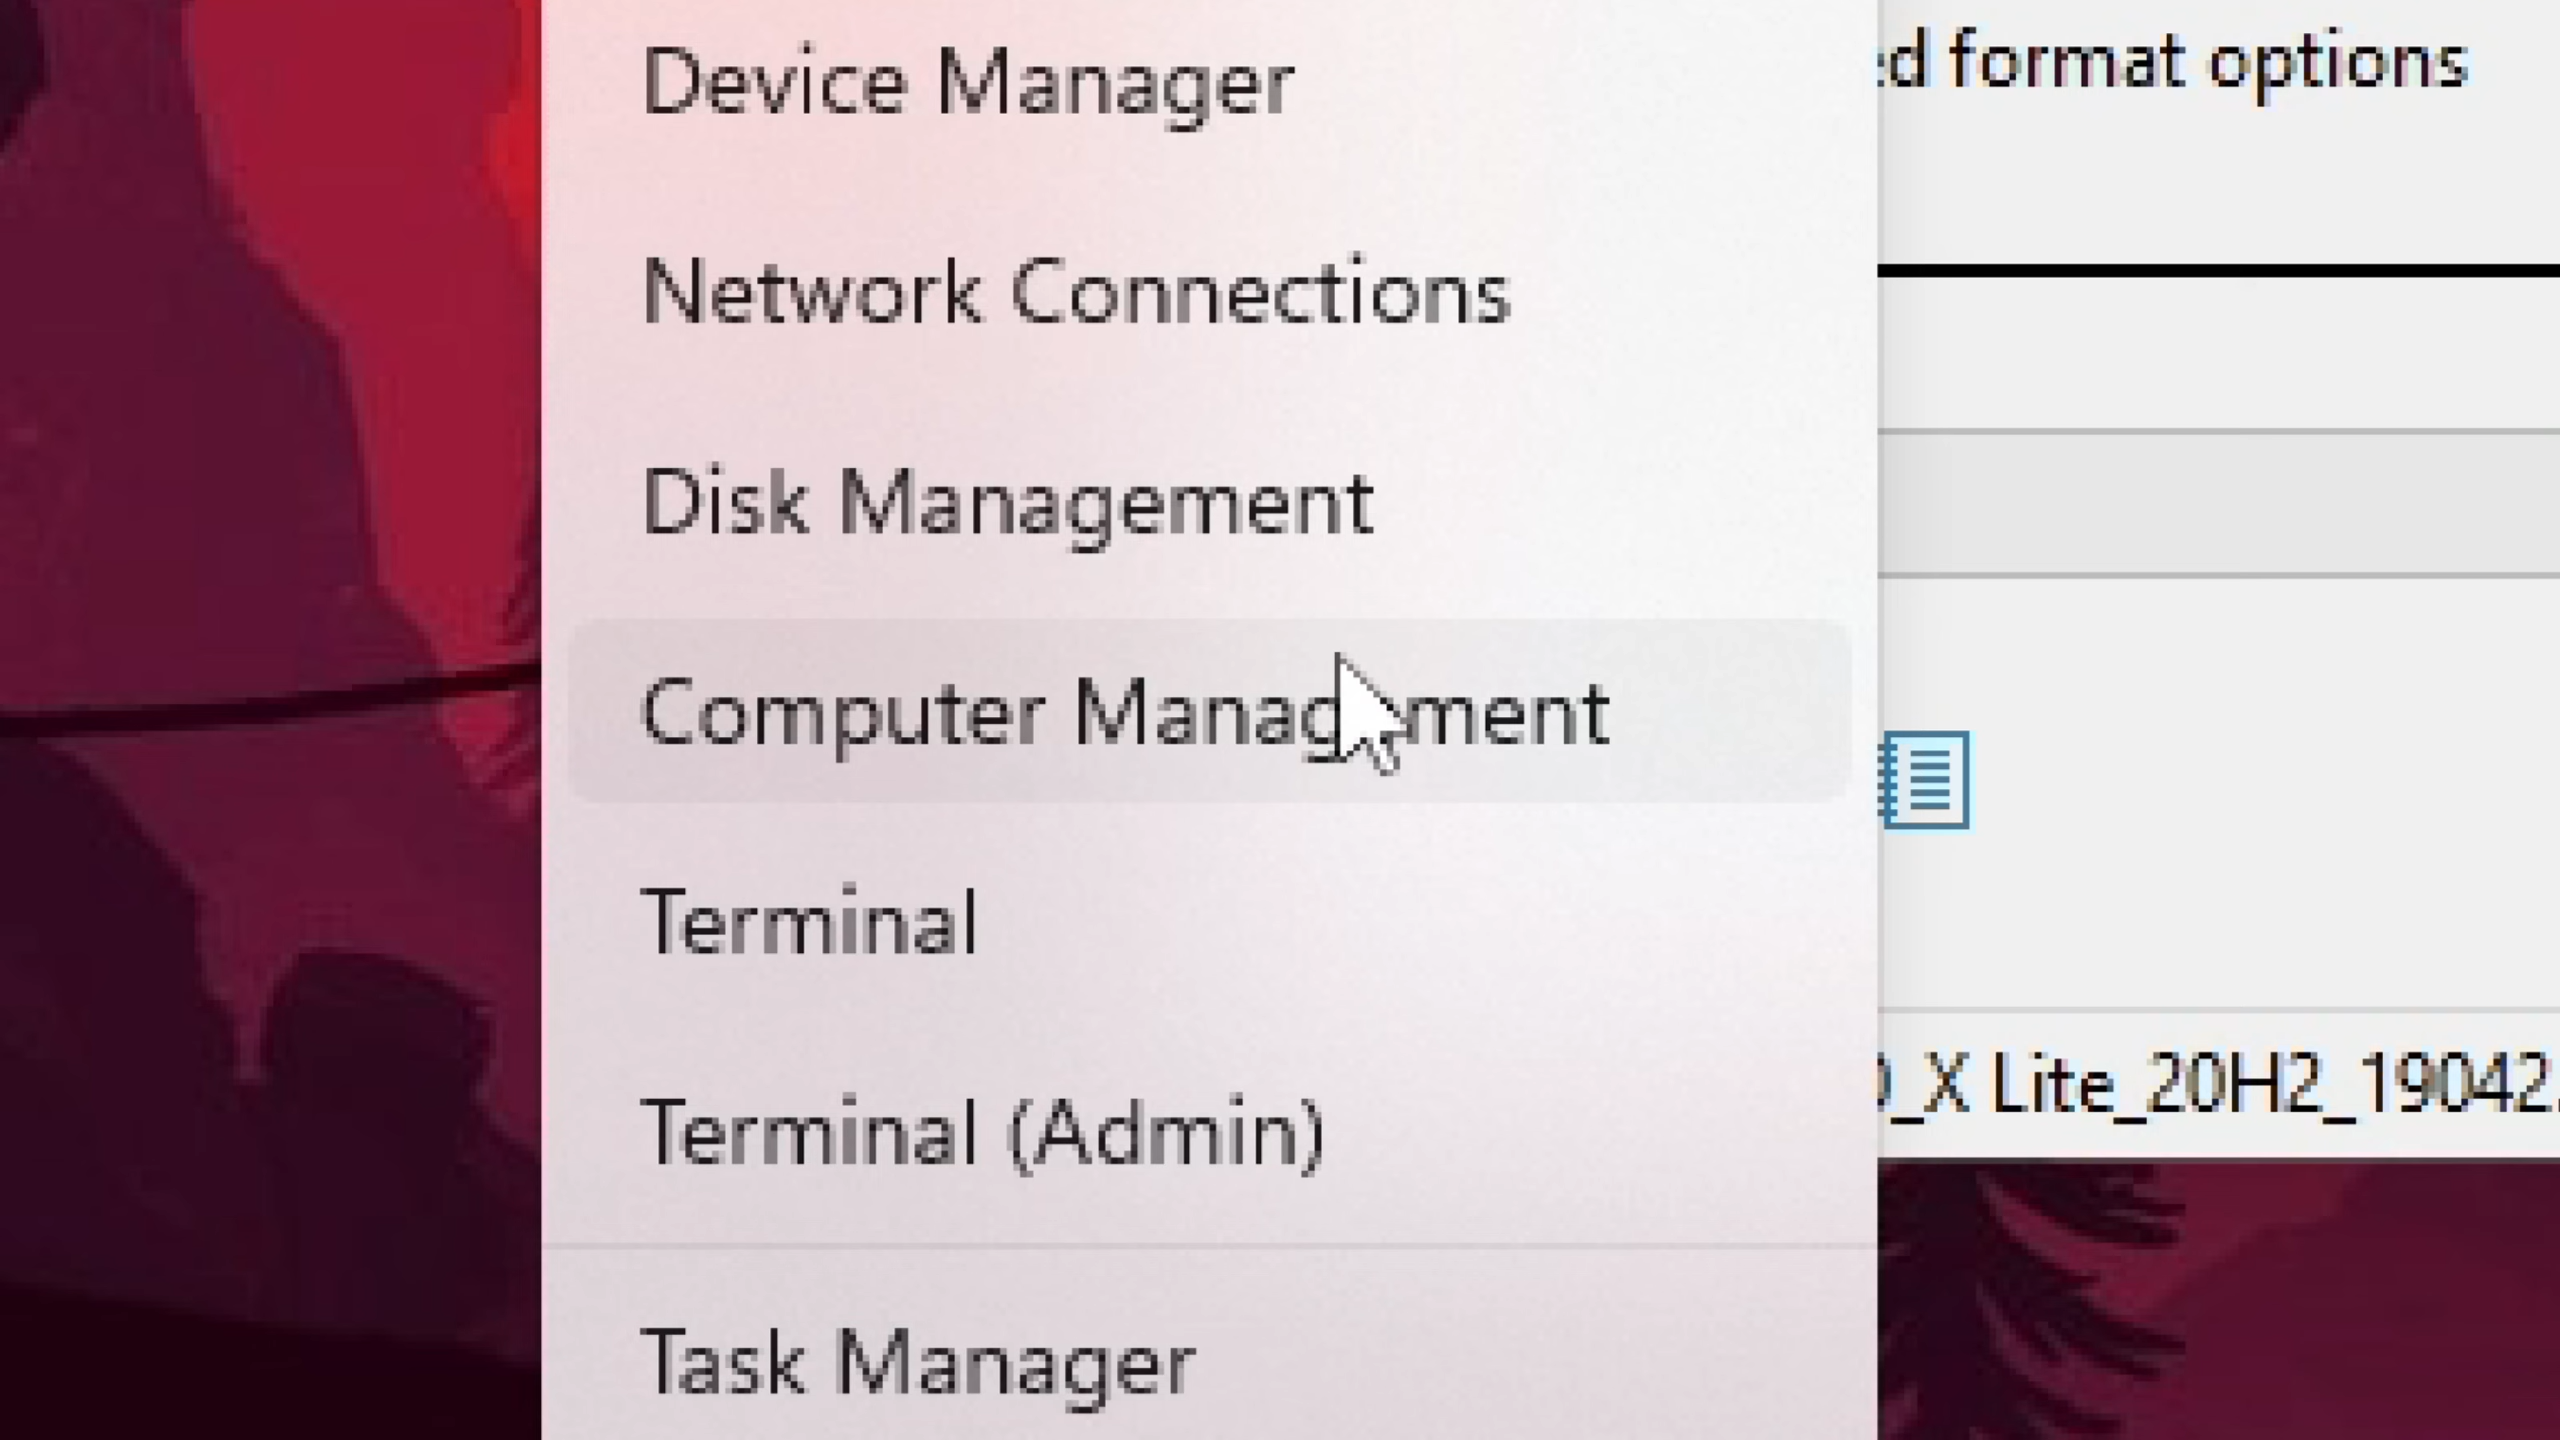 Device Manager
ed format options
Network Connections
Disk Management
Computer Management
Terminal
_X Lite_20H2_19042.
Terminal (Admin)
Task Manager